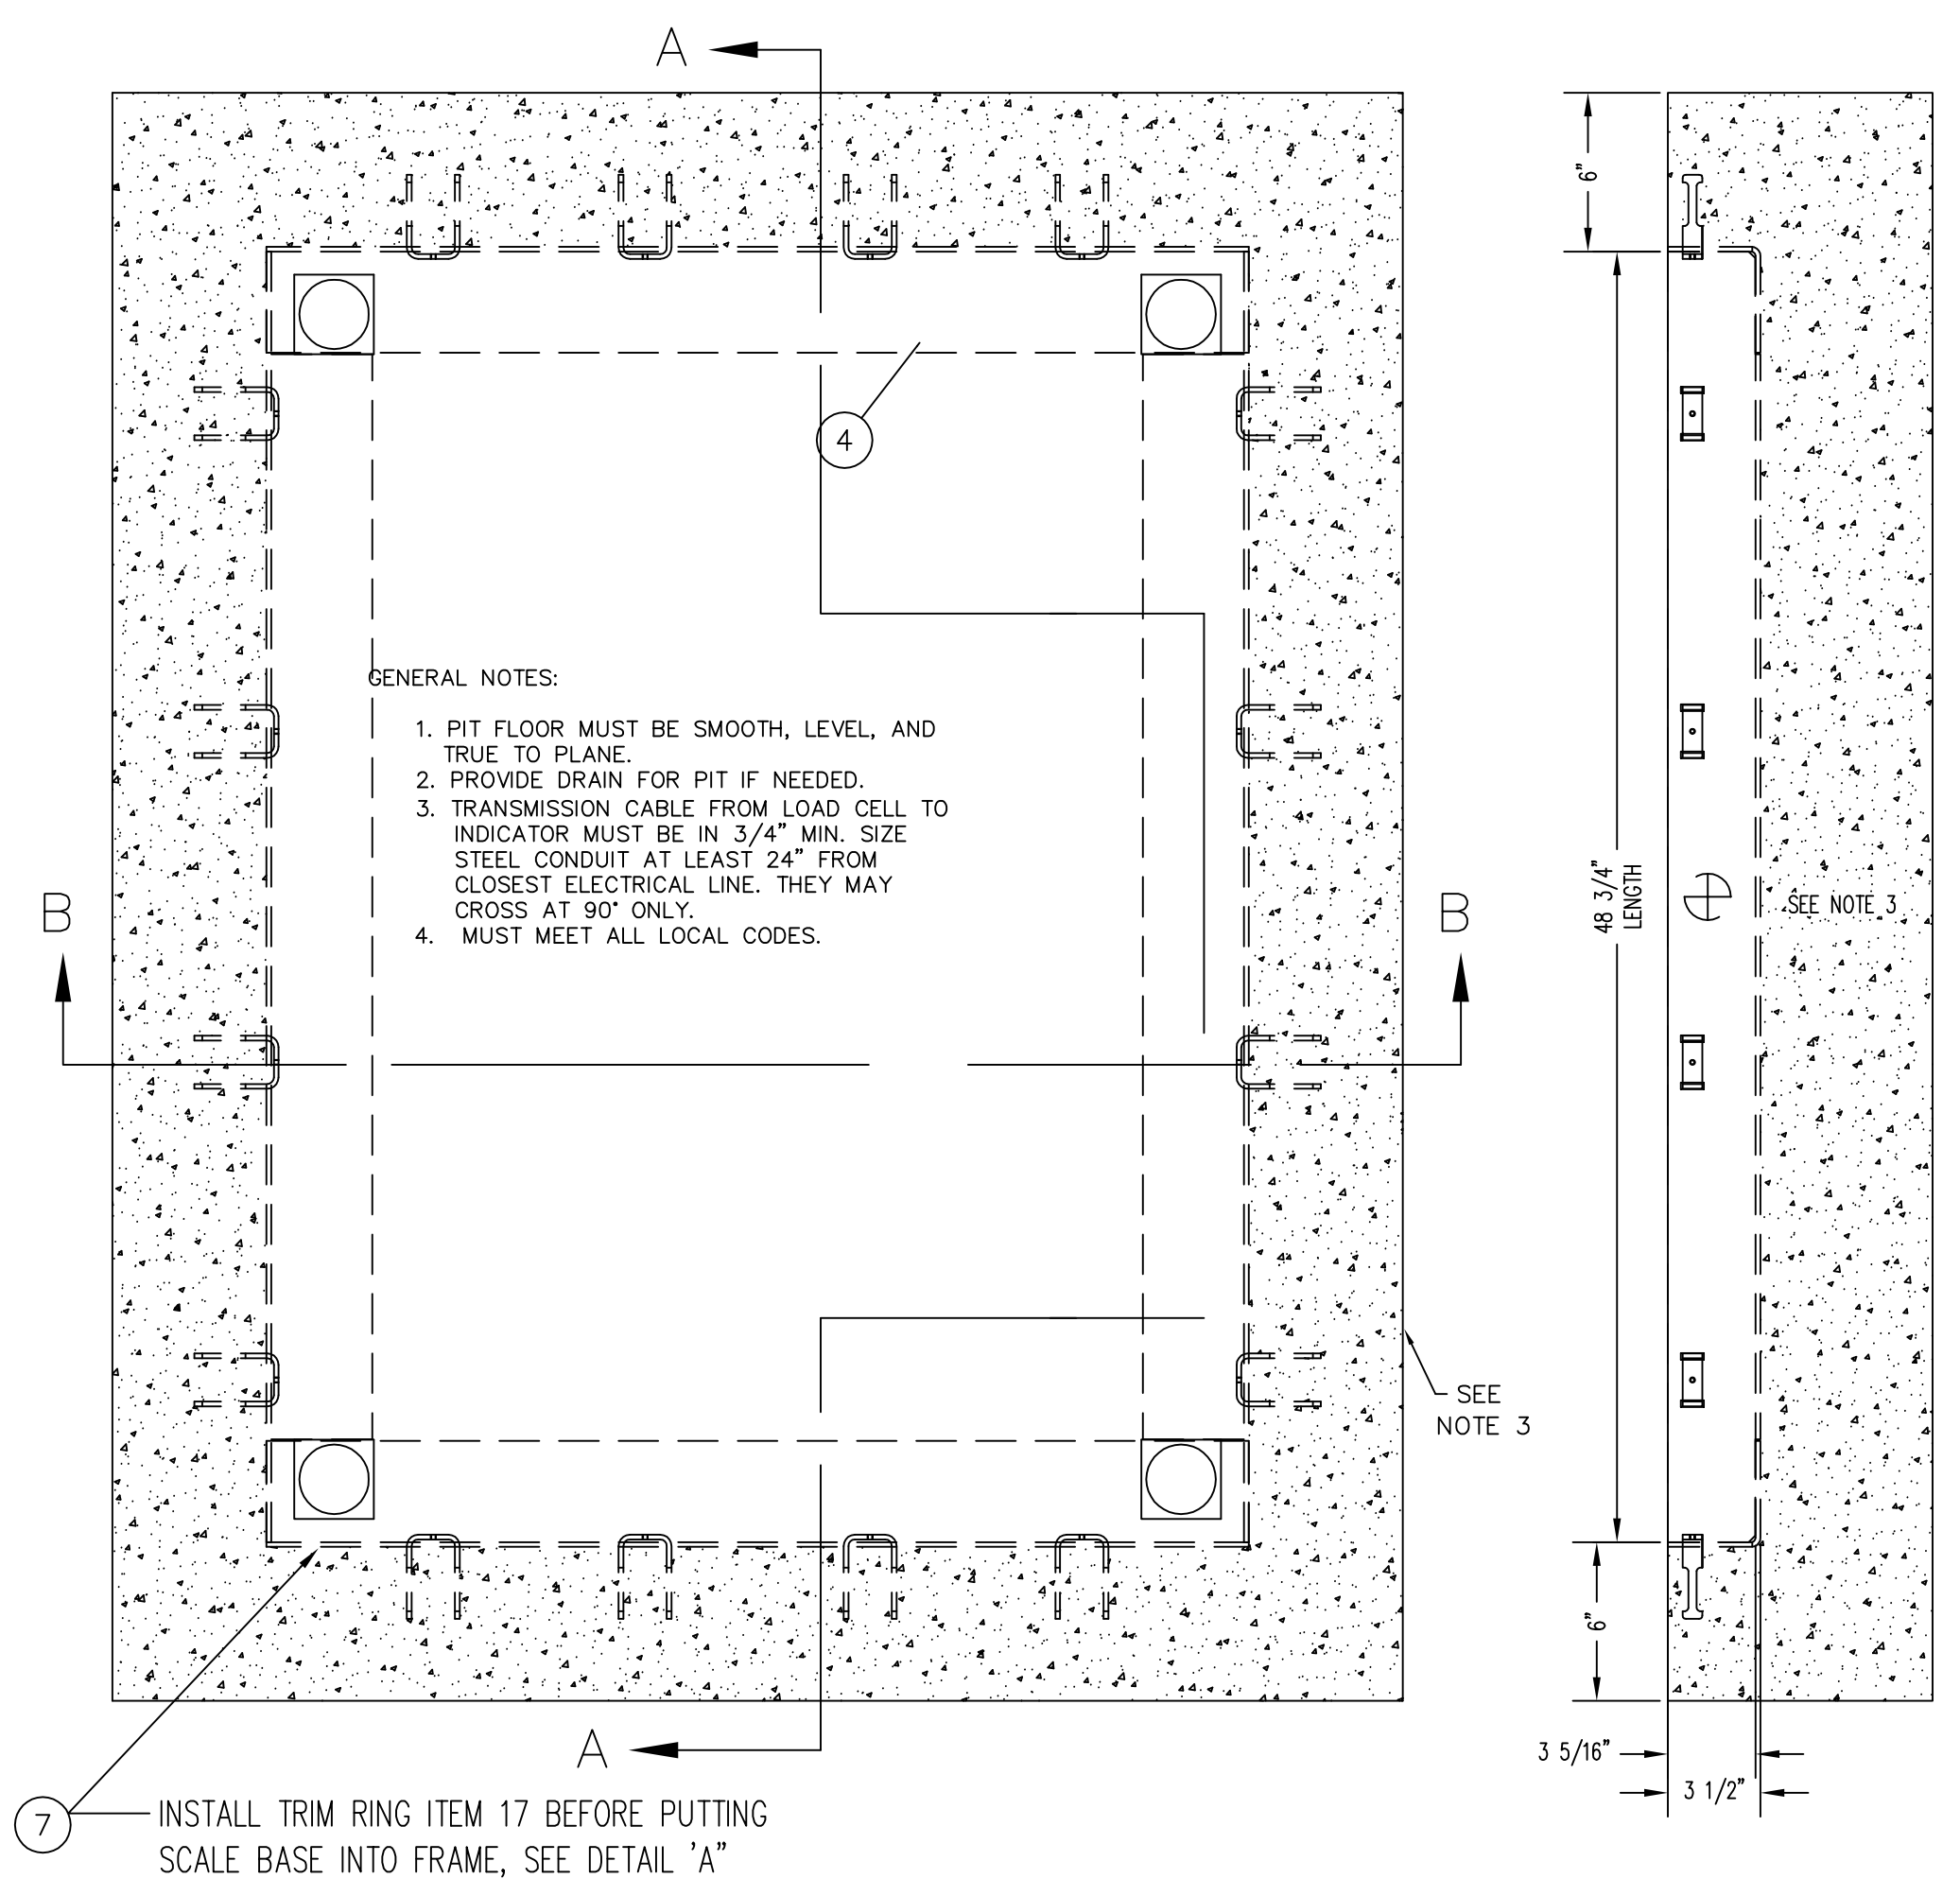 A
6"
4
GENERAL NOTES:
1. PIT FLOOR MUST BE SMOOTH, LEVEL, AND
TRUE TO PLANE.
2. PROVIDE DRAIN FOR PIT IF NEEDED.
3. TRANSMISSION CABLE FROM LOAD CELL TO
INDICATOR MUST BE IN 3/4" MIN. SIZE
STEEL CONDUIT AT LEAST 24" FROM
CLOSEST ELECTRICAL LINE. THEY MAY
CROSS AT 90° ONLY.
4. MUST MEET ALL LOCAL CODES.
B
B
48 3/4"
LENGTH
SEE NOTE 3
SEE
NOTE 3
6"
A
3 5/16"
3 1/2"
7
INSTALL TRIM RING ITEM 17 BEFORE PUTTING
SCALE BASE INTO FRAME, SEE DETAIL 'A"